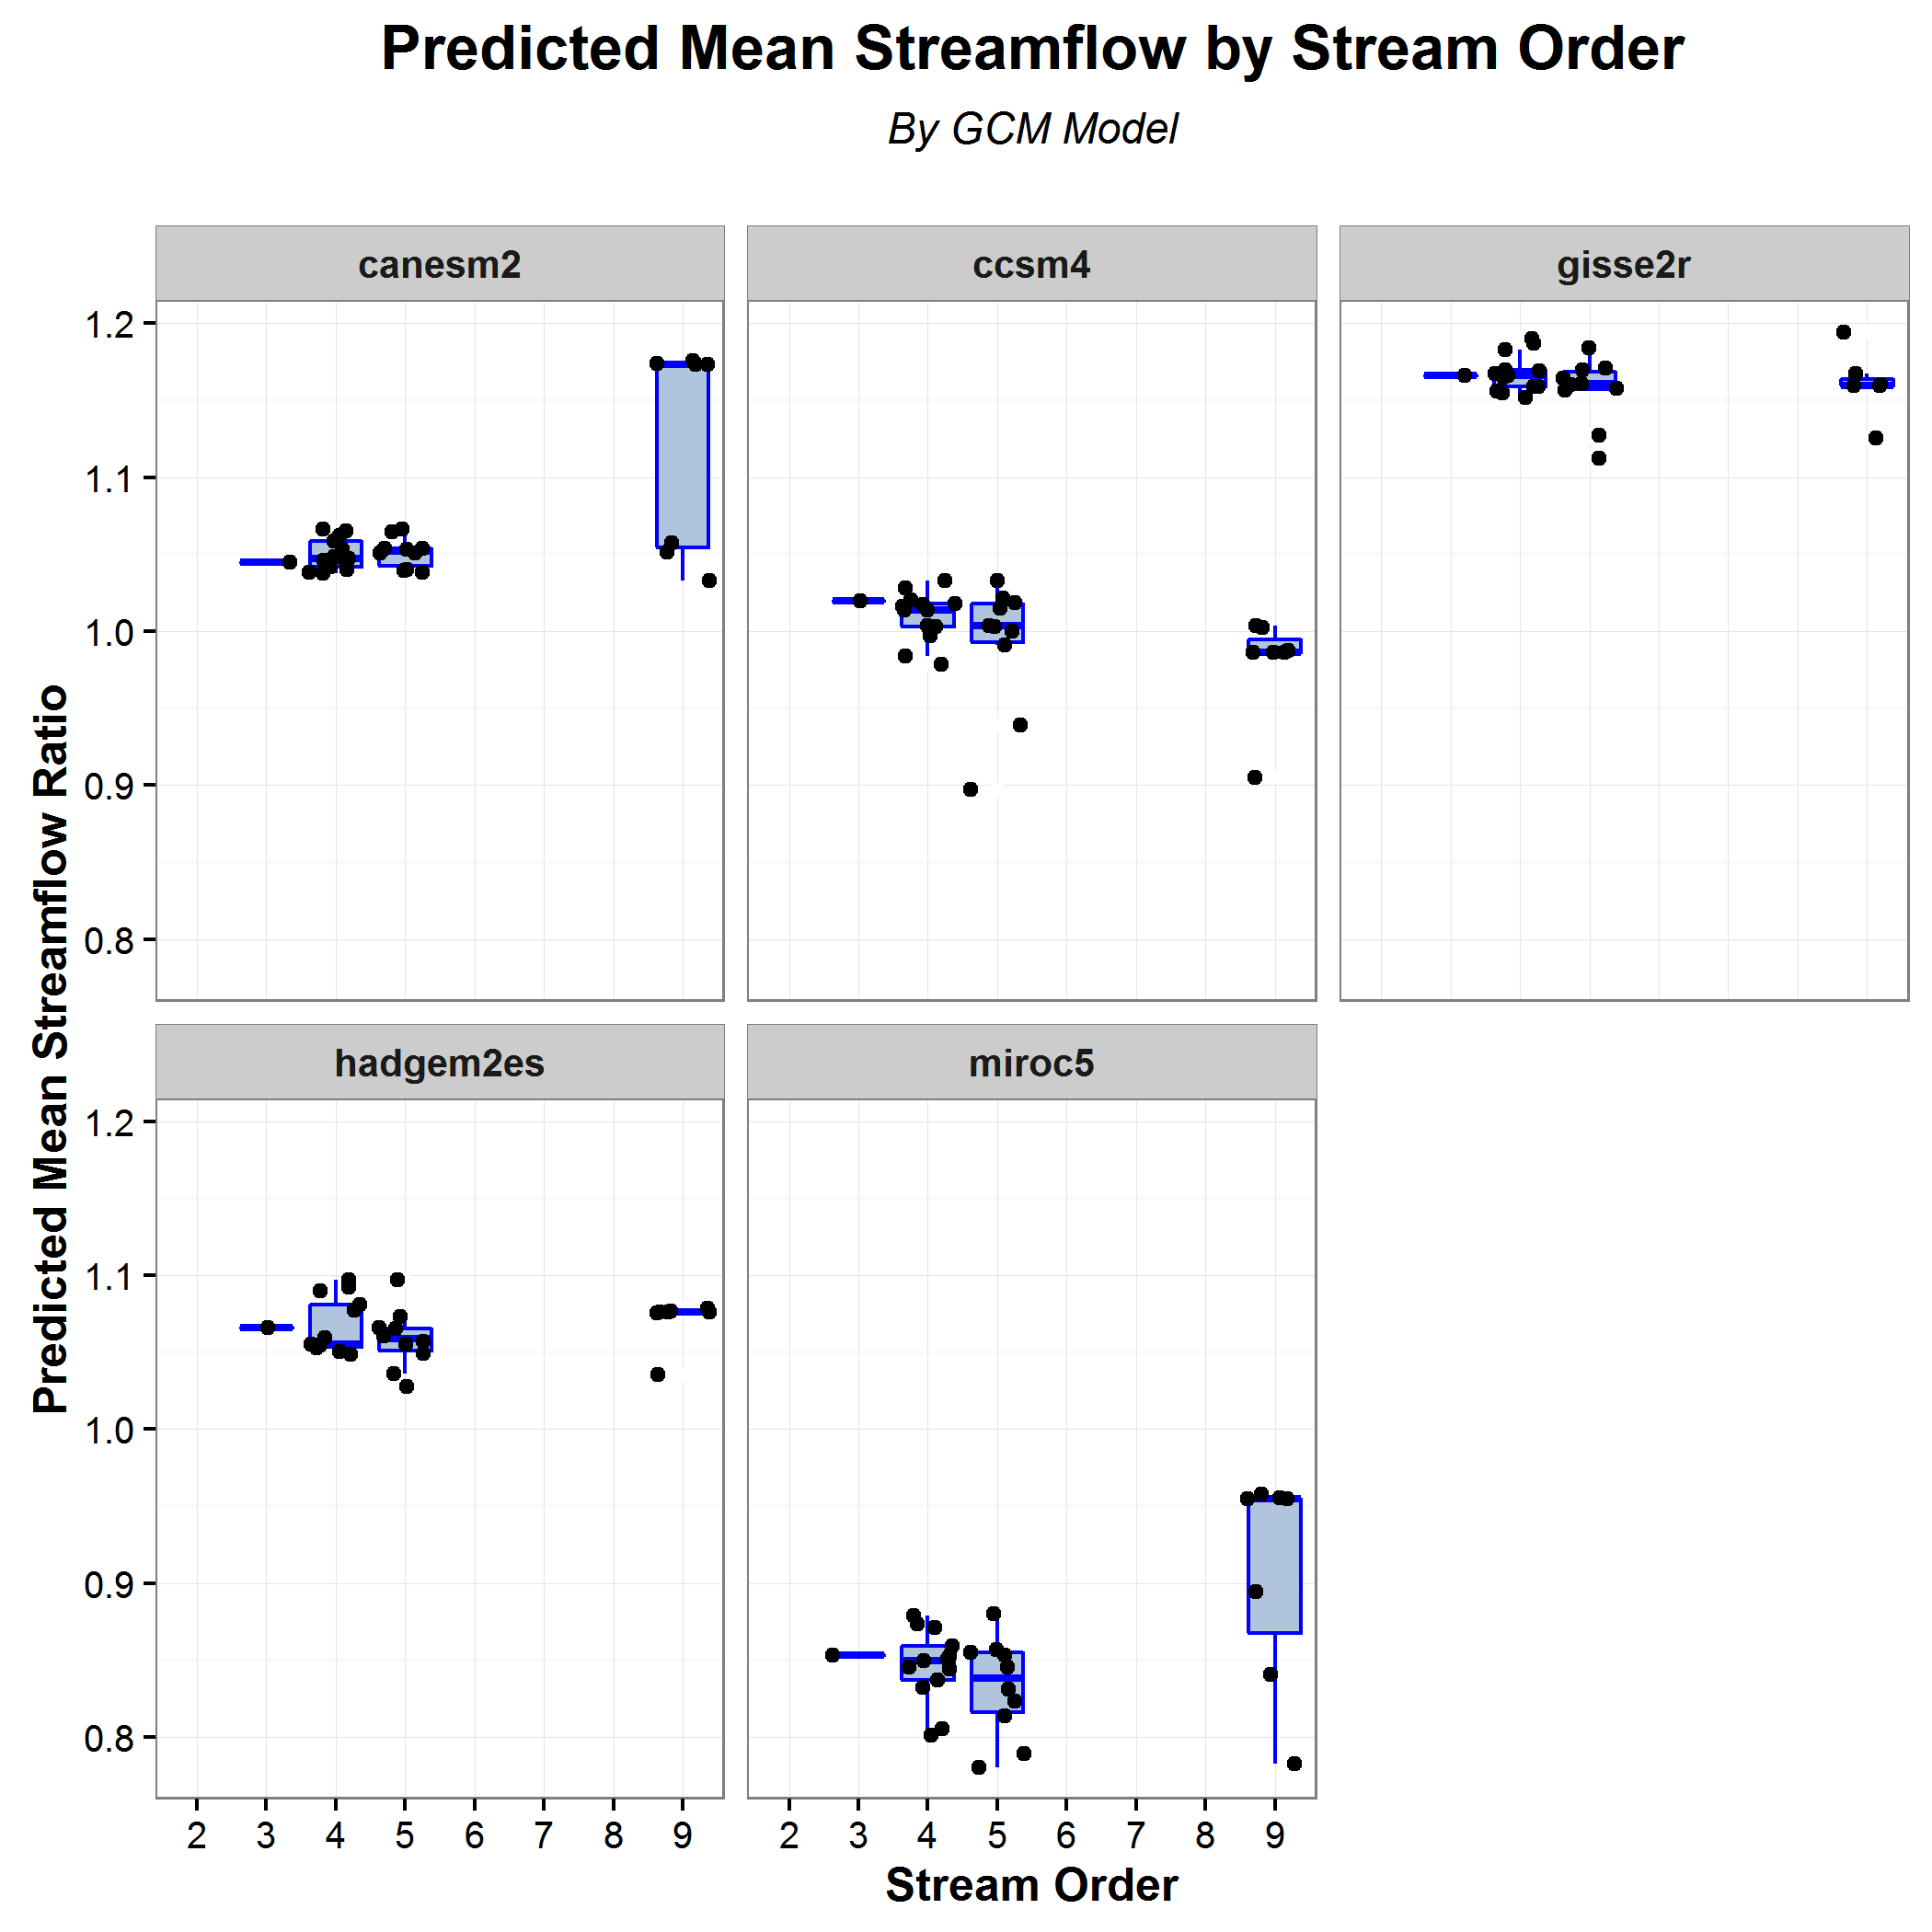 Predicted Mean Streamflow by Stream Order
By GCM Model
canesm2
ccsm4
gisse2r
1.2
1.1
1.0
0.9
0.8
Predicted Mean Streamflow Ratio
hadgem2es
miroc5
1.2
1.1
1.0
0.9
0.8
2 3 4 5 6 7 8 9
2 3 4 5 6 7 8 9
Stream Order